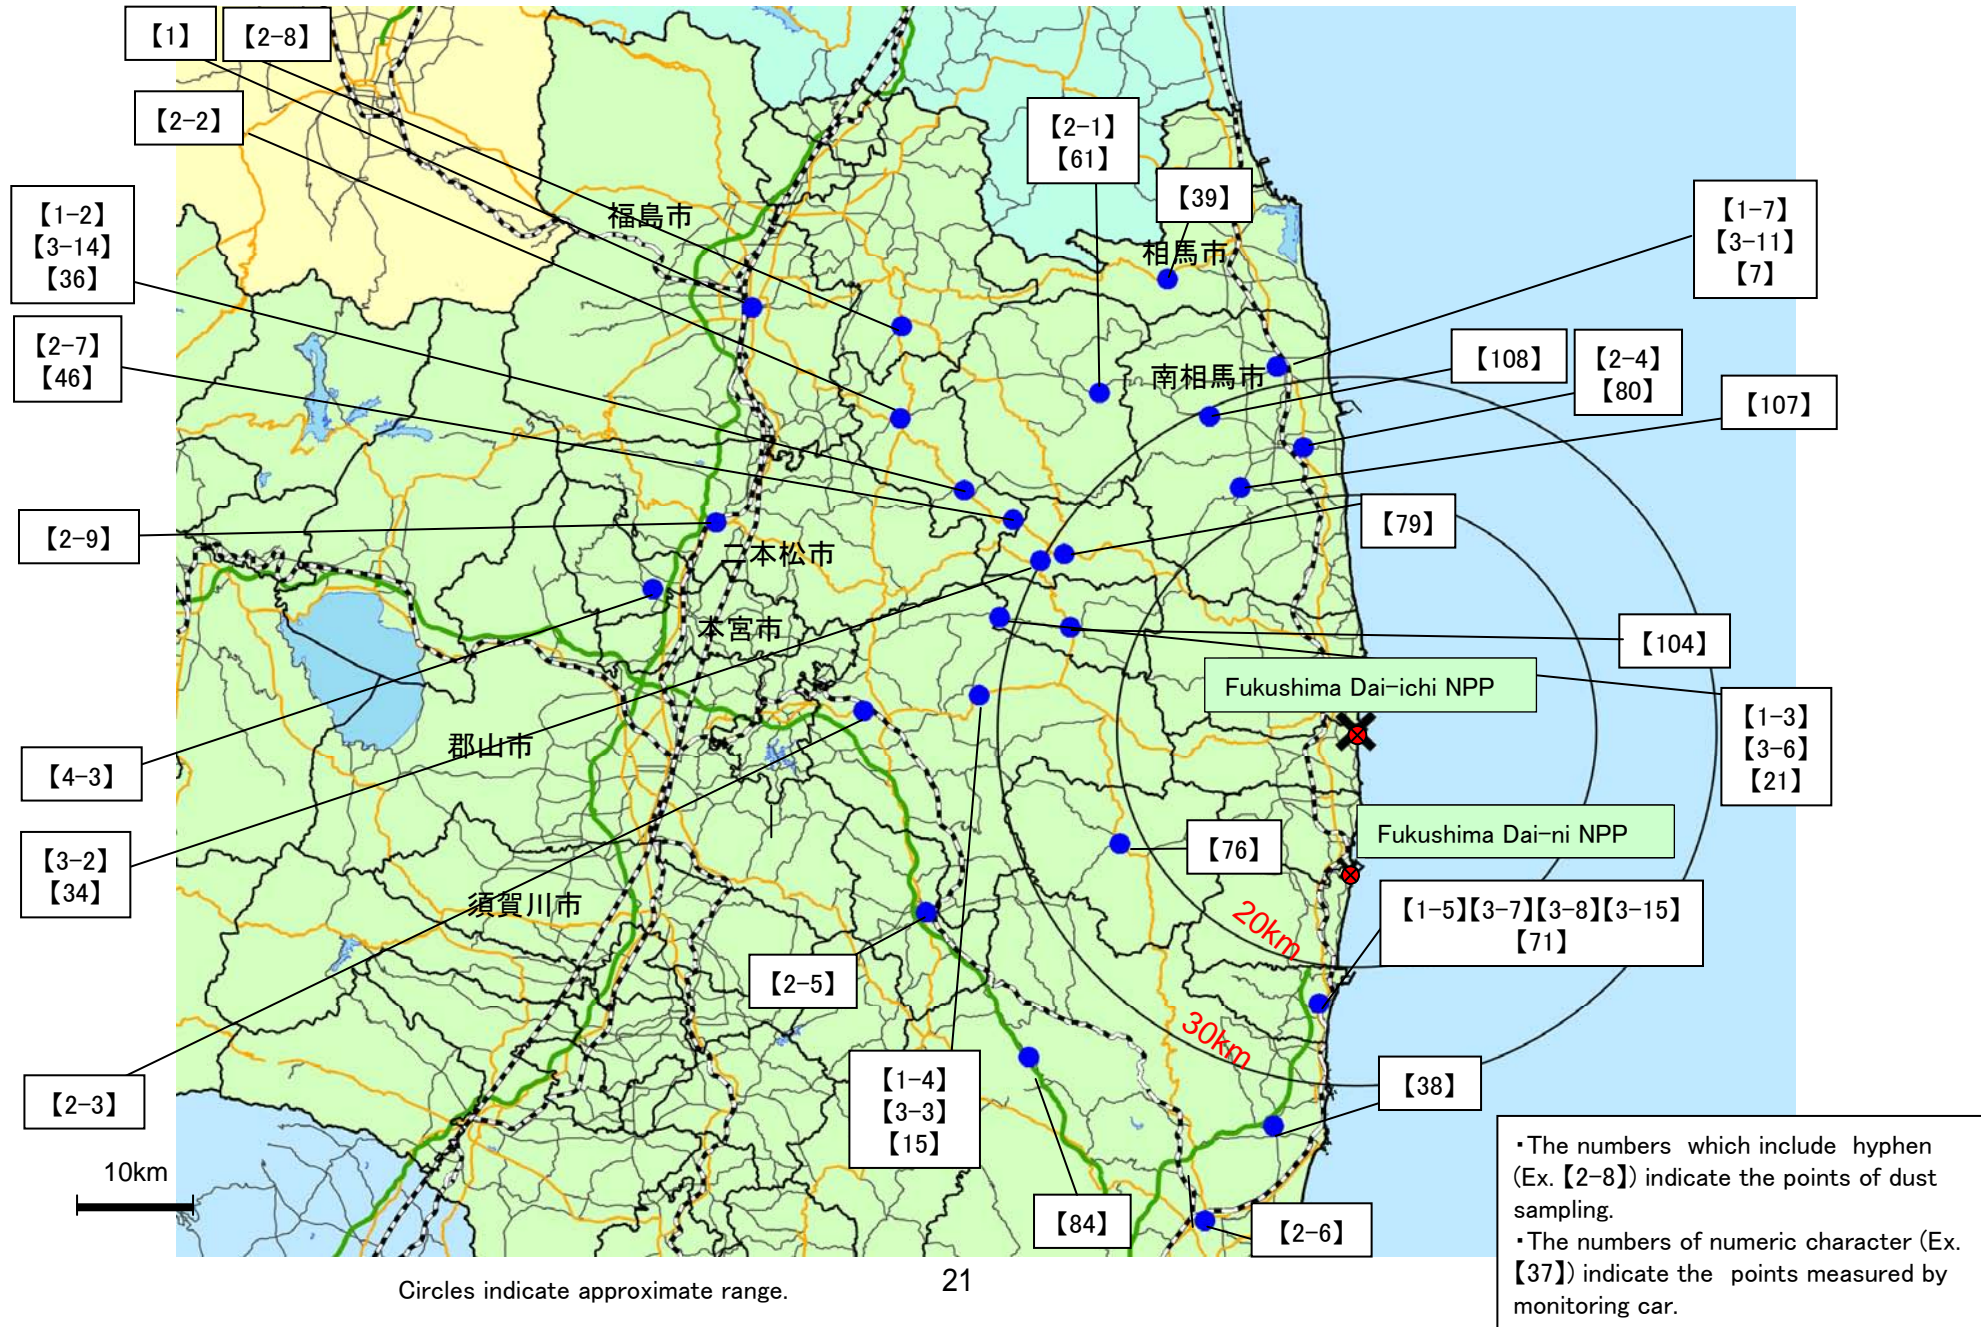 【1】
【2-8】
【2-2】
【2-1】
【61】
【39】
【1-2】
【3-14】
【36】
福島市
相馬市
【1-7】
【3-11】
【7】
【2-7】
【46】
南相馬市
【108】
【2-4】
【80】
【107】
【2-9】
【79】
二本松市
本宮市
【104】
Fukushima Dai-ichi NPP
【1-3】
【3-6】
【21】
郡山市
【4-3】
Fukushima Dai-ni NPP
【76】
【3-2】
【34】
須賀川市
20km
【1-5】【3-7】【3-8】【3-15】
【71】
【2-5】
30km
【2-3】
【1-4】
【3-3】
【15】
【38】
10km
【84】
【2-6】
・The numbers which include hyphen
(Ex.【2-8】) indicate the points of dust
sampling.
・The numbers of numeric character (Ex.
【37】) indicate the points measured by
monitoring car.
Circles indicate approximate range.
21